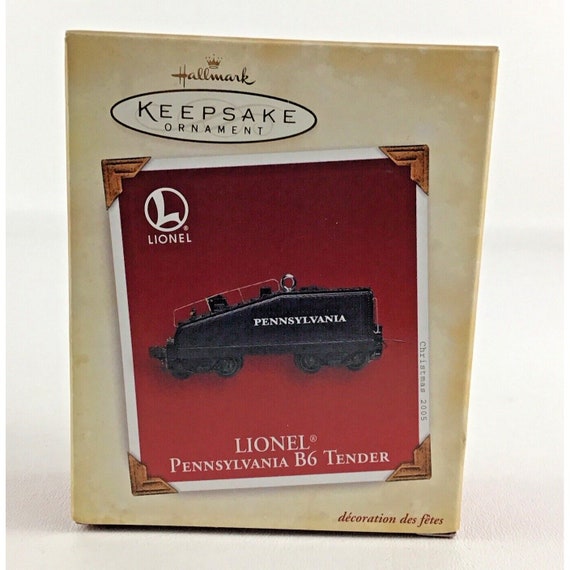 Hallmark
KEEPSAKE
ORNAMENT
L
®
LIONEL
PENNSYLVANIA
Christmas 2005
LIONEL®
PENNSYLVANIA B6 TENDER
décoration des fêtes